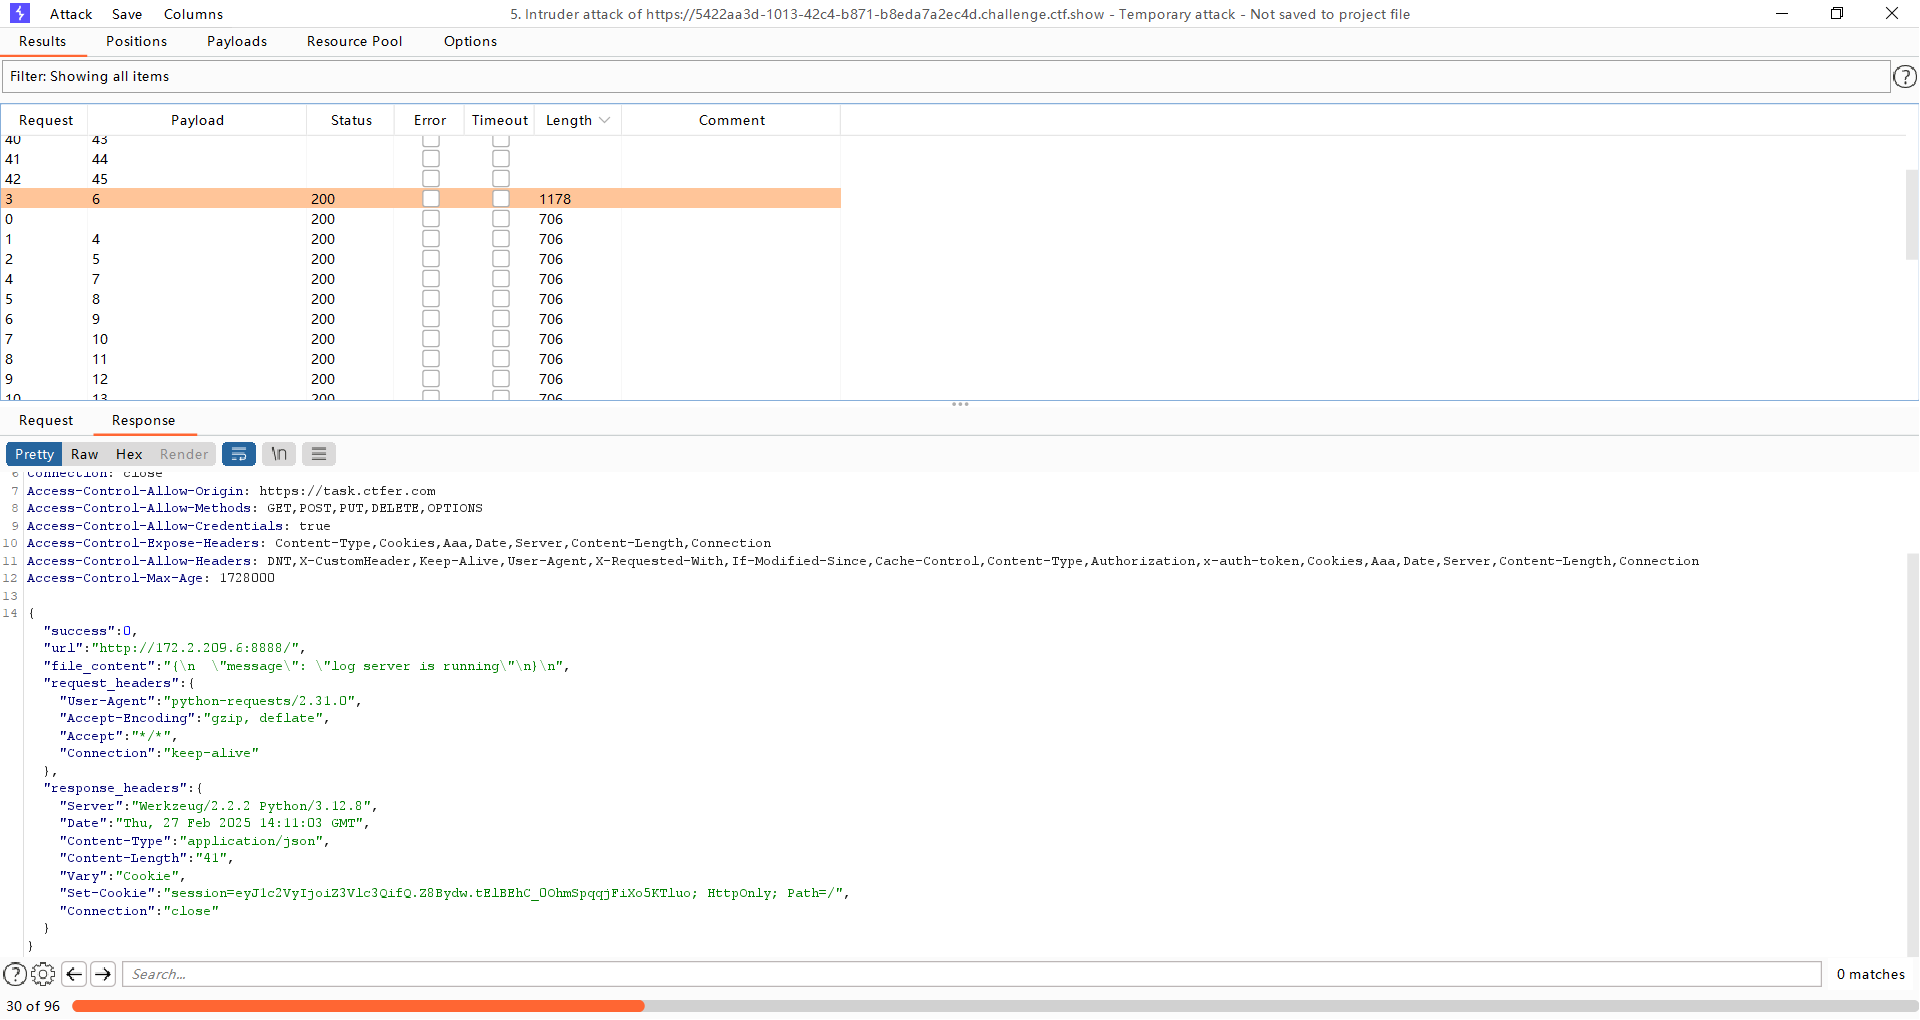 Attack Save Columns 5. Intruder attack of https://5422aa3d-1013-42c4-b871-b8eda7a2ec4d.challenge.ctf.show - Temporary attack - Not saved to project file
Results Positions Payloads Resource Pool Options
Filter: Showing all items
Request Payload Status Error Timeout Length Comment
40 43
41 44
42 45
3 6 200 1178
0 200 706
1 4 200 706
2 5 200 706
4 7 200 706
5 8 200 706
6 9 200 706
7 10 200 706
8 11 200 706
9 12 200 706
10 13 200 706
Request Response
Pretty Raw Hex Render \n
6 Connection: close
7 Access-Control-Allow-Origin: https://task.ctfer.com
8 Access-Control-Allow-Methods: GET,POST,PUT,DELETE,OPTIONS
9 Access-Control-Allow-Credentials: true
10 Access-Control-Expose-Headers: Content-Type,Cookies,Aaa,Date,Server,Content-Length,Connection
11 Access-Control-Allow-Headers: DNT,X-CustomHeader,Keep-Alive,User-Agent,X-Requested-With,If-Modified-Since,Cache-Control,Content-Type,Authorization,x-auth-token,Cookies,Aaa,Date,Server,Content-Length,Connection
12 Access-Control-Max-Age: 1728000
13
14 {
"success":0,
"url":"http://172.2.209.6:8888/",
"file_content":"{\n  \"message\": \"log server is running\"\n}\n",
"request_headers":{
"User-Agent":"python-requests/2.31.0",
"Accept-Encoding":"gzip, deflate",
"Accept":"*/*",
"Connection":"keep-alive"
},
"response_headers":{
"Server":"Werkzeug/2.2.2 Python/3.12.8",
"Date":"Thu, 27 Feb 2025 14:11:03 GMT",
"Content-Type":"application/json",
"Content-Length":"41",
"Vary":"Cookie",
"Set-Cookie":"session=eyJ1c2VyIjoiZ3Vlc3QifQ.Z8Bydw.tElBEhC_0OhmSpqqjFiXo5KTluo; HttpOnly; Path=/",
"Connection":"close"
}
}
Search... 0 matches
30 of 96